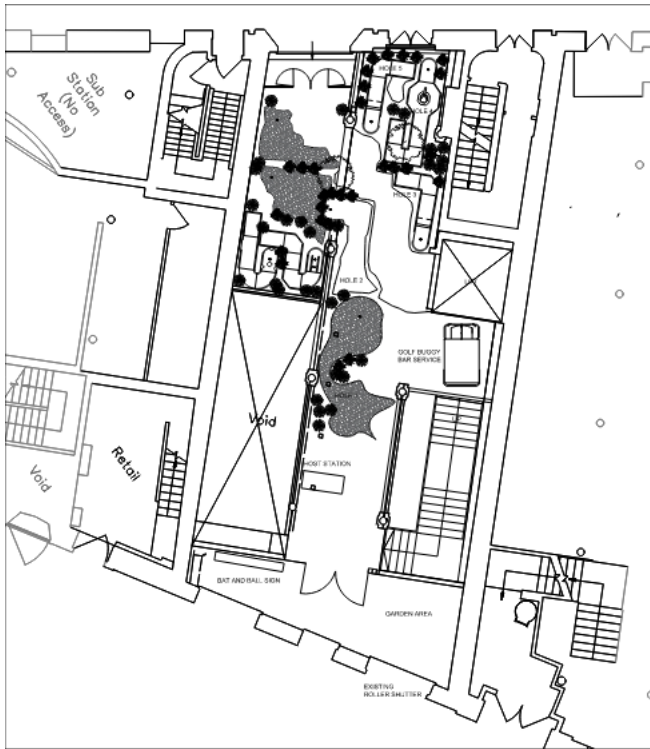 Sub
Station
(No
Access)
HOLE 5
HOLE 4
HOLE 3
HOLE 2
GOLF BUGGY
BAR SERVICE
UP
Void
HOST STATION
Retail
Void
BAT AND BALL SIGN
GARDEN AREA
EXISTING
ROLLER SHUTTER